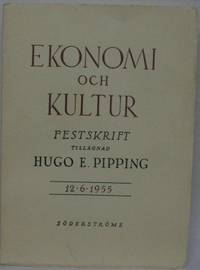 EKONOMI
OCH
KULTUR
FESTSKRIFT
TILLÄGNAD
HUGO E. PIPPING
12·6·1955
SÖDERSTRÖMS